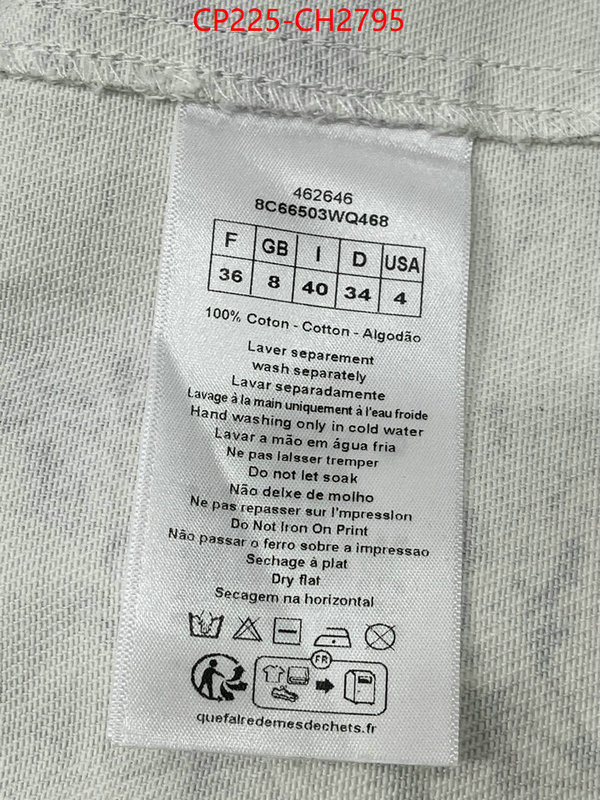 CP225-CH2795
462646
8C66503WQ468
F GB I D USA
36 8 40 34 4
100% Coton - Cotton - Algodão
Laver separement
wash separately
Lavar separadamente
Lavage à la main uniquement à l'eau froide
Hand washing only in cold water
Lavar a mão em água fria
Ne pas laisser tremper
Do not let soak
Não deixe de molho
Ne pas repasser sur l'impression
Do Not Iron On Print
Não passar o ferro sobre a impressao
Sechage à plat
Dry flat
Secagem na horizontal
FR
quefairedemesdechets.fr